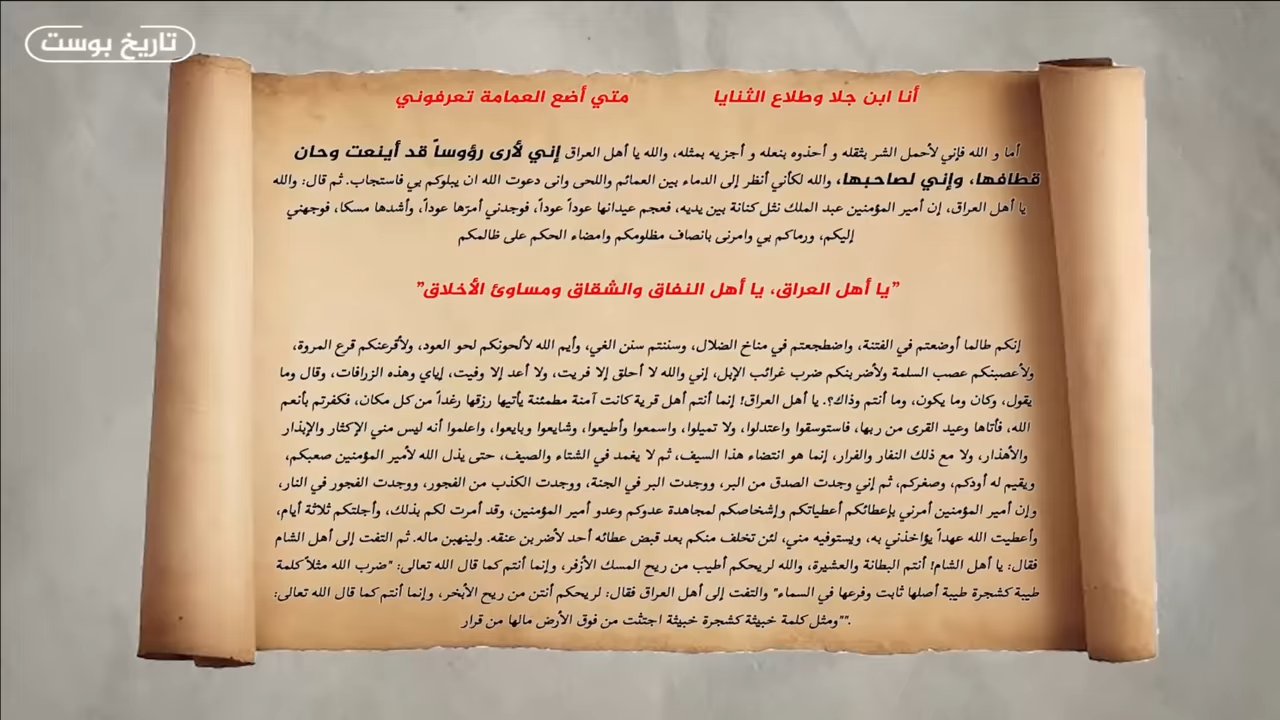 تاريخ بوست
أنا ابن جلا وطلاع الثنايا متي أضع العمامة تعرفوني
أما و الله فإني لأحمل الشر بثقله و أحذوه بنعله و أجزيه بمثله، والله يا أهل العراق إني لأرى رؤوساً قد أينعت وحان
قطافها، وإني لصاحبها، والله لكأني أنظر إلى الدماء بين العمائم واللحى وانى دعوت الله ان يبلوكم بي فاستجاب. ثم قال: والله
يا أهل العراق، إن أمير المؤمنين عبد الملك نثل كنانة بين يديه، فعجم عيدانها عوداً عوداً، فوجدني أمرّها عوداً، وأشدها مسكا، فوجهني
إليكم، ورماكم بي وامرنى بانصاف مظلومكم وامضاء الحكم على ظالمكم
"يا أهل العراق، يا أهل النفاق والشقاق ومساوئ الأخلاق"
إنكم طالما أوضعتم في الفتنة، واضطجعتم في مناخ الضلال، وسننتم سنن الغي، وأيم الله لألحونكم لحو العود، ولأقرعنكم قرع المروة،
ولأعصبنكم عصب السلمة ولأضربنكم ضرب غرائب الإبل، إني والله لا أحلق إلا فريت، ولا أعد إلا وفيت، إياي وهذه الزرافات، وقال وما
يقول، وكان وما يكون، وما أنتم وذاك؟. يا أهل العراق! إنما أنتم أهل قرية كانت آمنة مطمئنة يأتيها رزقها رغداً من كل مكان، فكفرتم بأنعم
الله، فأتاها وعيد القرى من ربها، فاستوسقوا واعتدلوا، ولا تميلوا، واسمعوا وأطيعوا، وشايعوا وبايعوا، واعلموا أنه ليس مني الإكثار والإبذار
والأهذار، ولا مع ذلك النفار والفرار، إنما هو انتضاء هذا السيف، ثم لا يغمد في الشتاء والصيف، حتى يذل الله لأمير المؤمنين صعبكم،
ويقيم له أودكم، وصغركم، ثم إني وجدت الصدق من البر، ووجدت البر في الجنة، ووجدت الكذب من الفجور، ووجدت الفجور في النار،
وإن أمير المؤمنين أمرني بإعطائكم أعطياتكم وإشخاصكم لمجاهدة عدوكم وعدو أمير المؤمنين، وقد أمرت لكم بذلك، وأجلتكم ثلاثة أيام،
وأعطيت الله عهداً يؤاخذني به، ويستوفيه مني، لئن تخلف منكم بعد قبض عطائه أحد لأضربن عنقه. ولينهبن ماله. ثم التفت إلى أهل الشام
فقال: يا أهل الشام! أنتم البطانة والعشيرة، والله لريحكم أطيب من ريح المسك الأزفر، وإنما أنتم كما قال الله تعالى: "ضرب الله مثلاً كلمة
طيبة كشجرة طيبة أصلها ثابت وفرعها في السماء" والتفت إلى أهل العراق فقال: لريحكم أنتن من ريح الأبخر، وإنما أنتم كما قال الله تعالى:
"ومثل كلمة خبيثة كشجرة خبيثة اجتثت من فوق الأرض مالها من قرار".